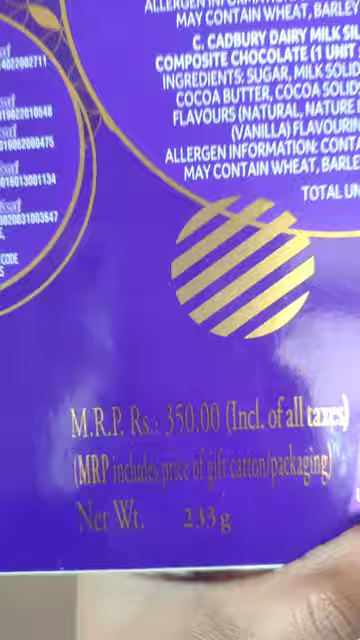 MAY CONTAIN WHEAT, BARLEY
C. CADBURY DAIRY MILK SIL
COMPOSITE CHOCOLATE (1 UNIT
INGREDIENTS: SUGAR, MILK SOLID
COCOA BUTTER, COCOA SOLID
FLAVOURS (NATURAL, NATURE
(VANILLA) FLAVOURIN
ALLERGEN INFORMATION: CONTA
MAY CONTAIN WHEAT, BARLE
TOTAL UN
CODE
M.R.P. Rs.: 350.00 (Incl. of all taxes)
(MRP includes price of gift carton/packaging)
Net Wt. 233 g